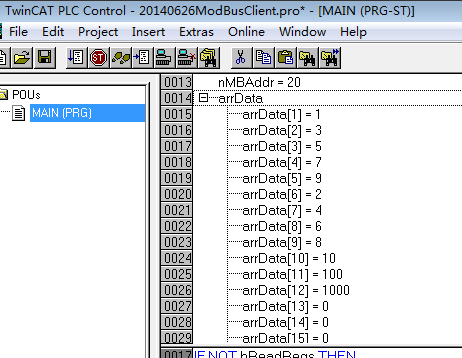 TwinCAT PLC Control - 20140626ModBusClient.pro* - [MAIN (PRG-ST)]
File Edit Project Insert Extras Online Window Help
POUs
MAIN (PRG)
0013 nMBAddr = 20
0014 arrData
0015 arrData[1] = 1
0016 arrData[2] = 3
0017 arrData[3] = 5
0018 arrData[4] = 7
0019 arrData[5] = 9
0020 arrData[6] = 2
0021 arrData[7] = 4
0022 arrData[8] = 6
0023 arrData[9] = 8
0024 arrData[10] = 10
0025 arrData[11] = 100
0026 arrData[12] = 1000
0027 arrData[13] = 0
0028 arrData[14] = 0
0029 arrData[15] = 0
0017 IF NOT bReadRegs THEN